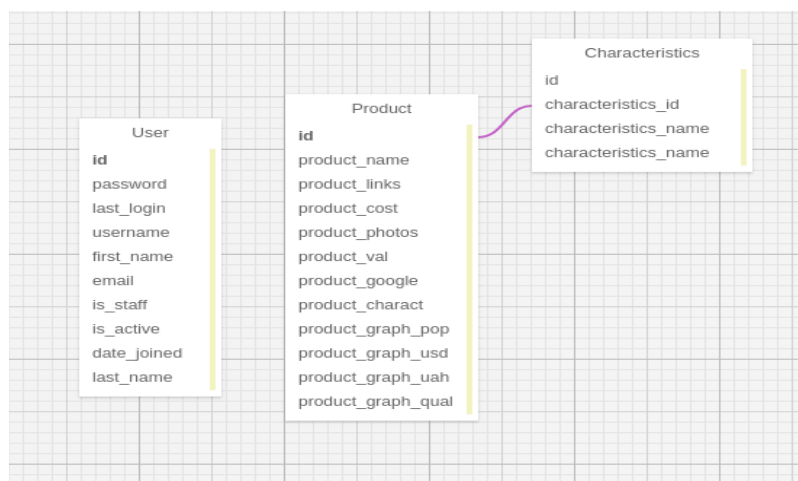 User
id
password
last_login
username
first_name
email
is_staff
is_active
date_joined
last_name
Product
id
product_name
product_links
product_cost
product_photos
product_val
product_google
product_charact
product_graph_pop
product_graph_usd
product_graph_uah
product_graph_qual
Characteristics
id
characteristics_id
characteristics_name
characteristics_name